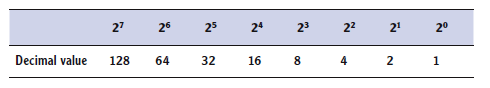 2⁷ 2⁶ 2⁵ 2⁴ 2³ 2² 2¹ 2⁰
Decimal value 128 64 32 16 8 4 2 1